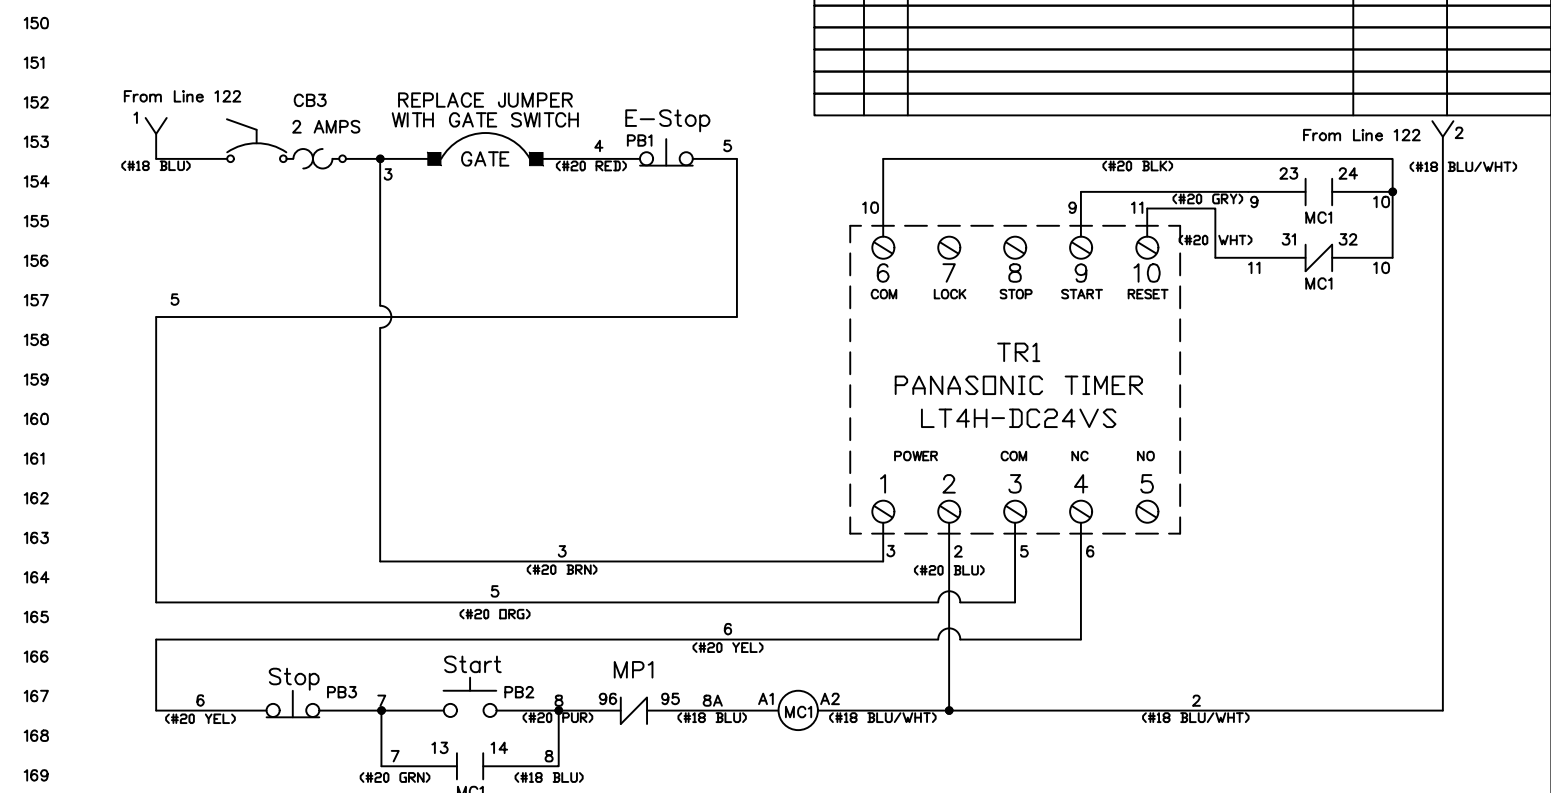 150
151
152
153
154
155
156
157
158
159
160
161
162
163
164
165
166
167
168
169
From Line 122
1
(#18 BLU)
CB3
2 AMPS
3
REPLACE JUMPER
WITH GATE SWITCH
GATE
4
(#20 RED)
E-Stop
PB1
5
5
From Line 122
2
(#18 BLU/WHT)
(#20 BLK)
23
24
(#20 GRY)
9
MC1
10
10
9
11
(#20 WHT)
31
32
11
MC1
10
6
7
8
9
10
COM
LOCK
STOP
START
RESET
TR1
PANASONIC TIMER
LT4H-DC24VS
POWER
COM
NC
NO
1
2
3
4
5
3
2
5
6
3
(#20 BRN)
(#20 BLU)
5
(#20 ORG)
6
(#20 YEL)
6
(#20 YEL)
Stop
PB3
7
Start
PB2
8
(#20 PUR)
MP1
96
95
8A
(#18 BLU)
A1
MC1
A2
(#18 BLU/WHT)
2
(#18 BLU/WHT)
7
(#20 GRN)
13
14
MC1
8
(#18 BLU)